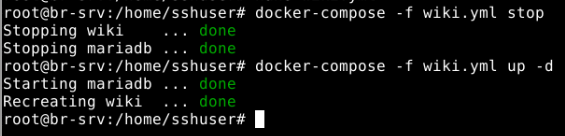 root@br-srv:/home/sshuser# docker-compose -f wiki.yml stop
Stopping wiki    ... done
Stopping mariadb ... done
root@br-srv:/home/sshuser# docker-compose -f wiki.yml up -d
Starting mariadb ... done
Recreating wiki  ... done
root@br-srv:/home/sshuser#